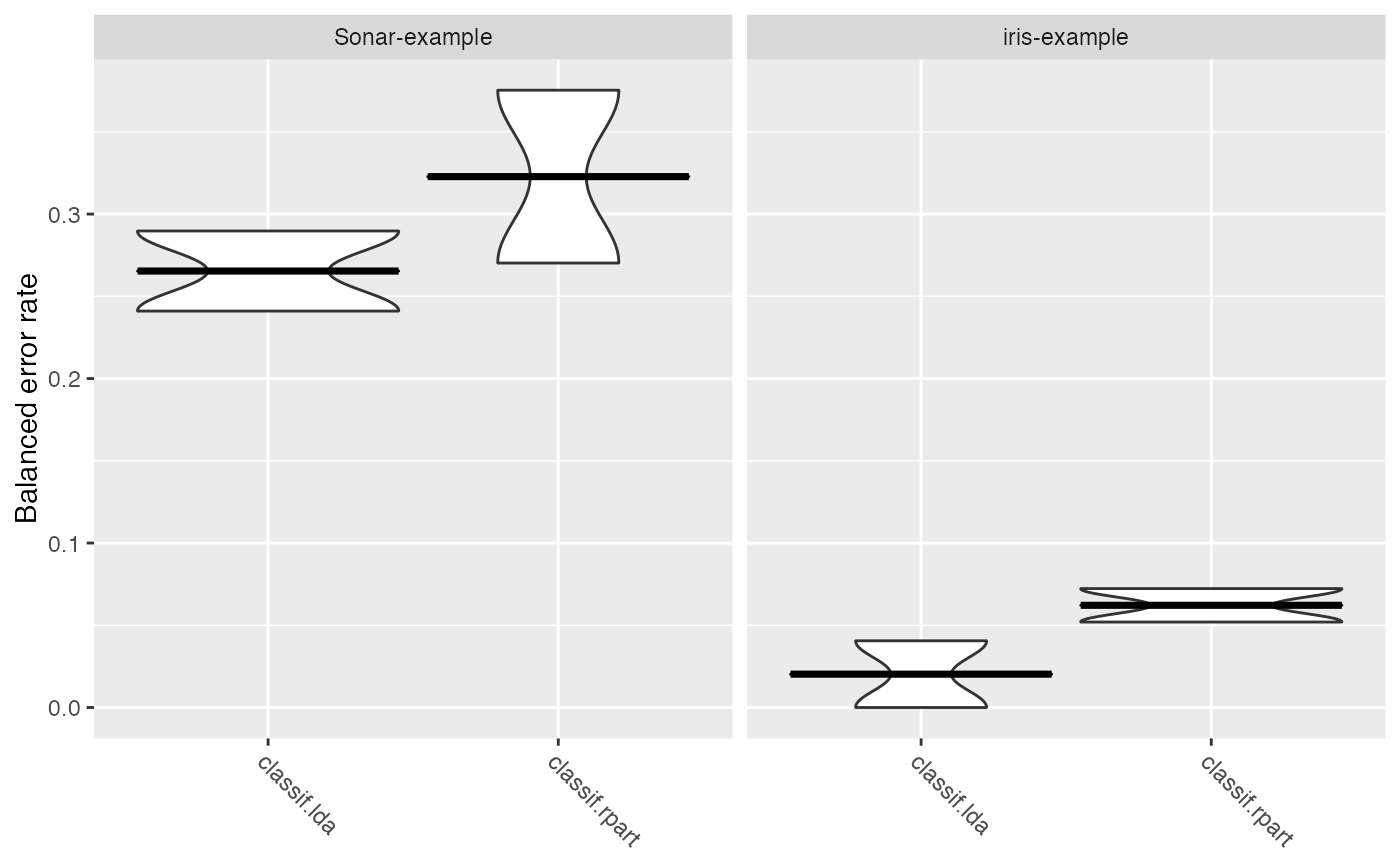 Sonar-example
iris-example
Balanced error rate
0.3
0.2
0.1
0.0
classif.lda
classif.rpart
classif.lda
classif.rpart